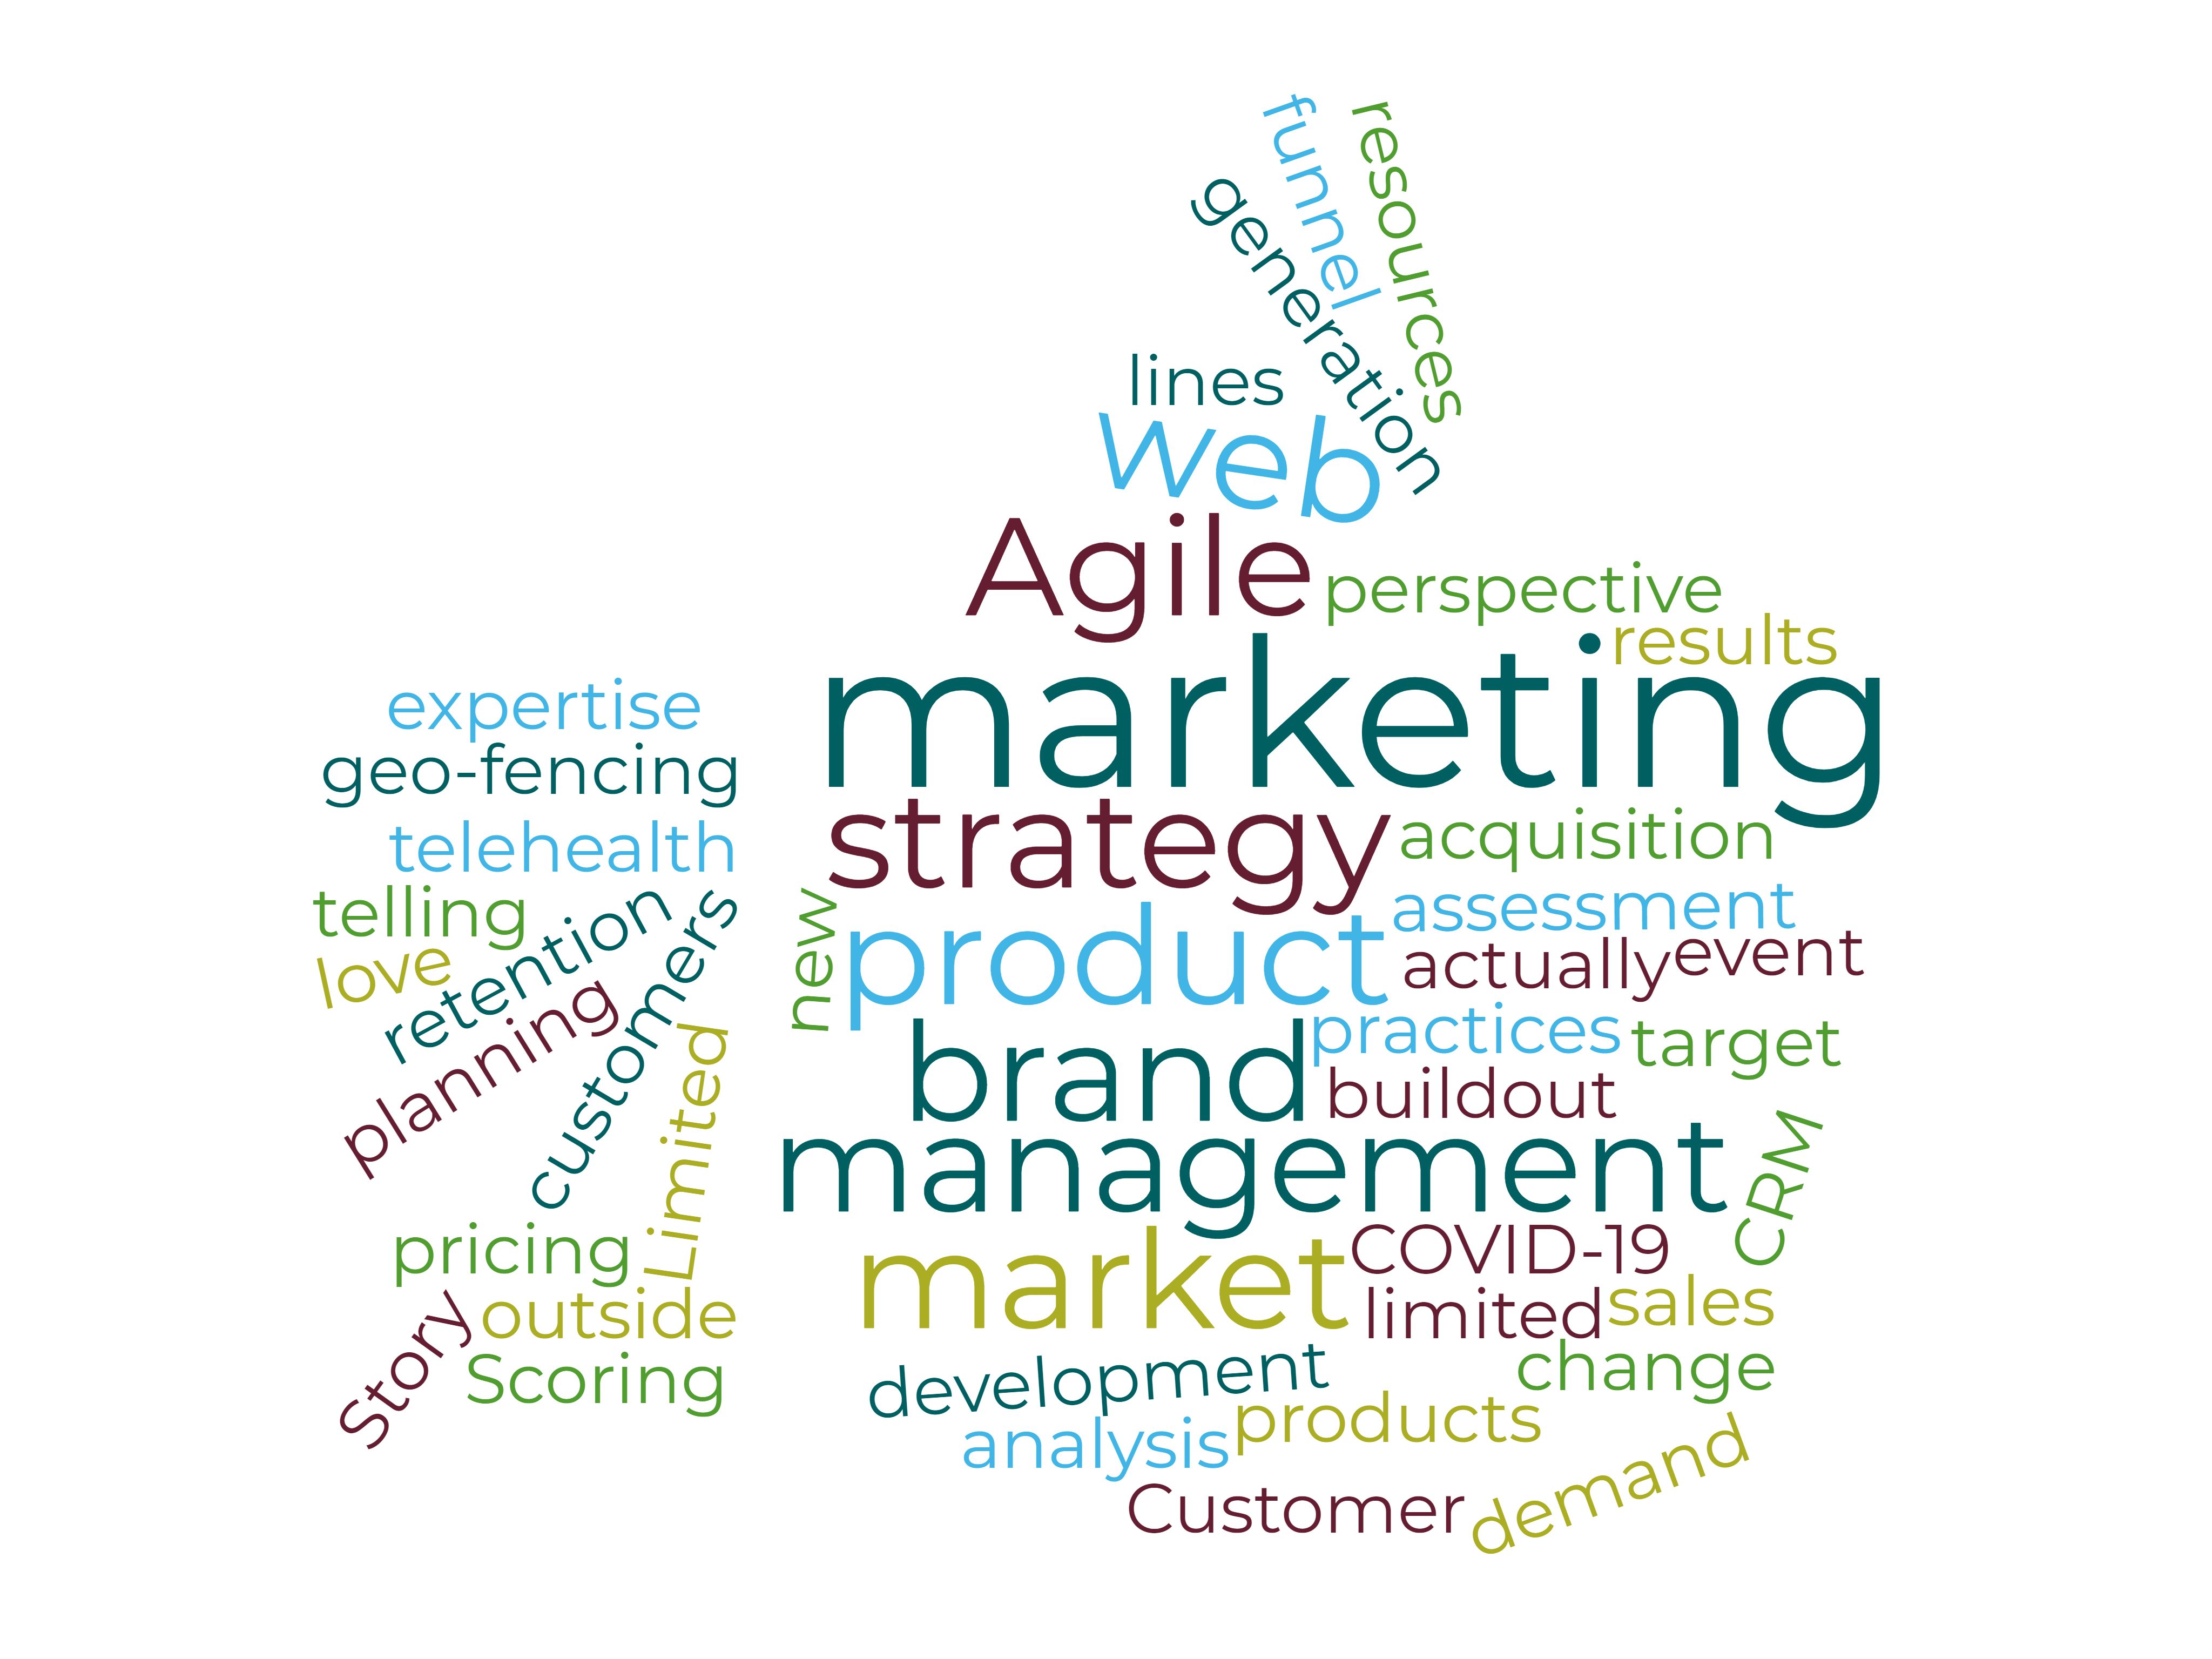 funnel
resources
generation
lines
web
Agile
perspective
results
marketing
expertise
geo-fencing
strategy
acquisition
telehealth
telling
retention
customers
love
planning
Limited
new
product
assessment
actually
event
practices
target
brand
buildout
management
CRM
pricing
outside
Story
Scoring
market
COVID-19
limited
sales
development
change
products
analysis
Customer
demand